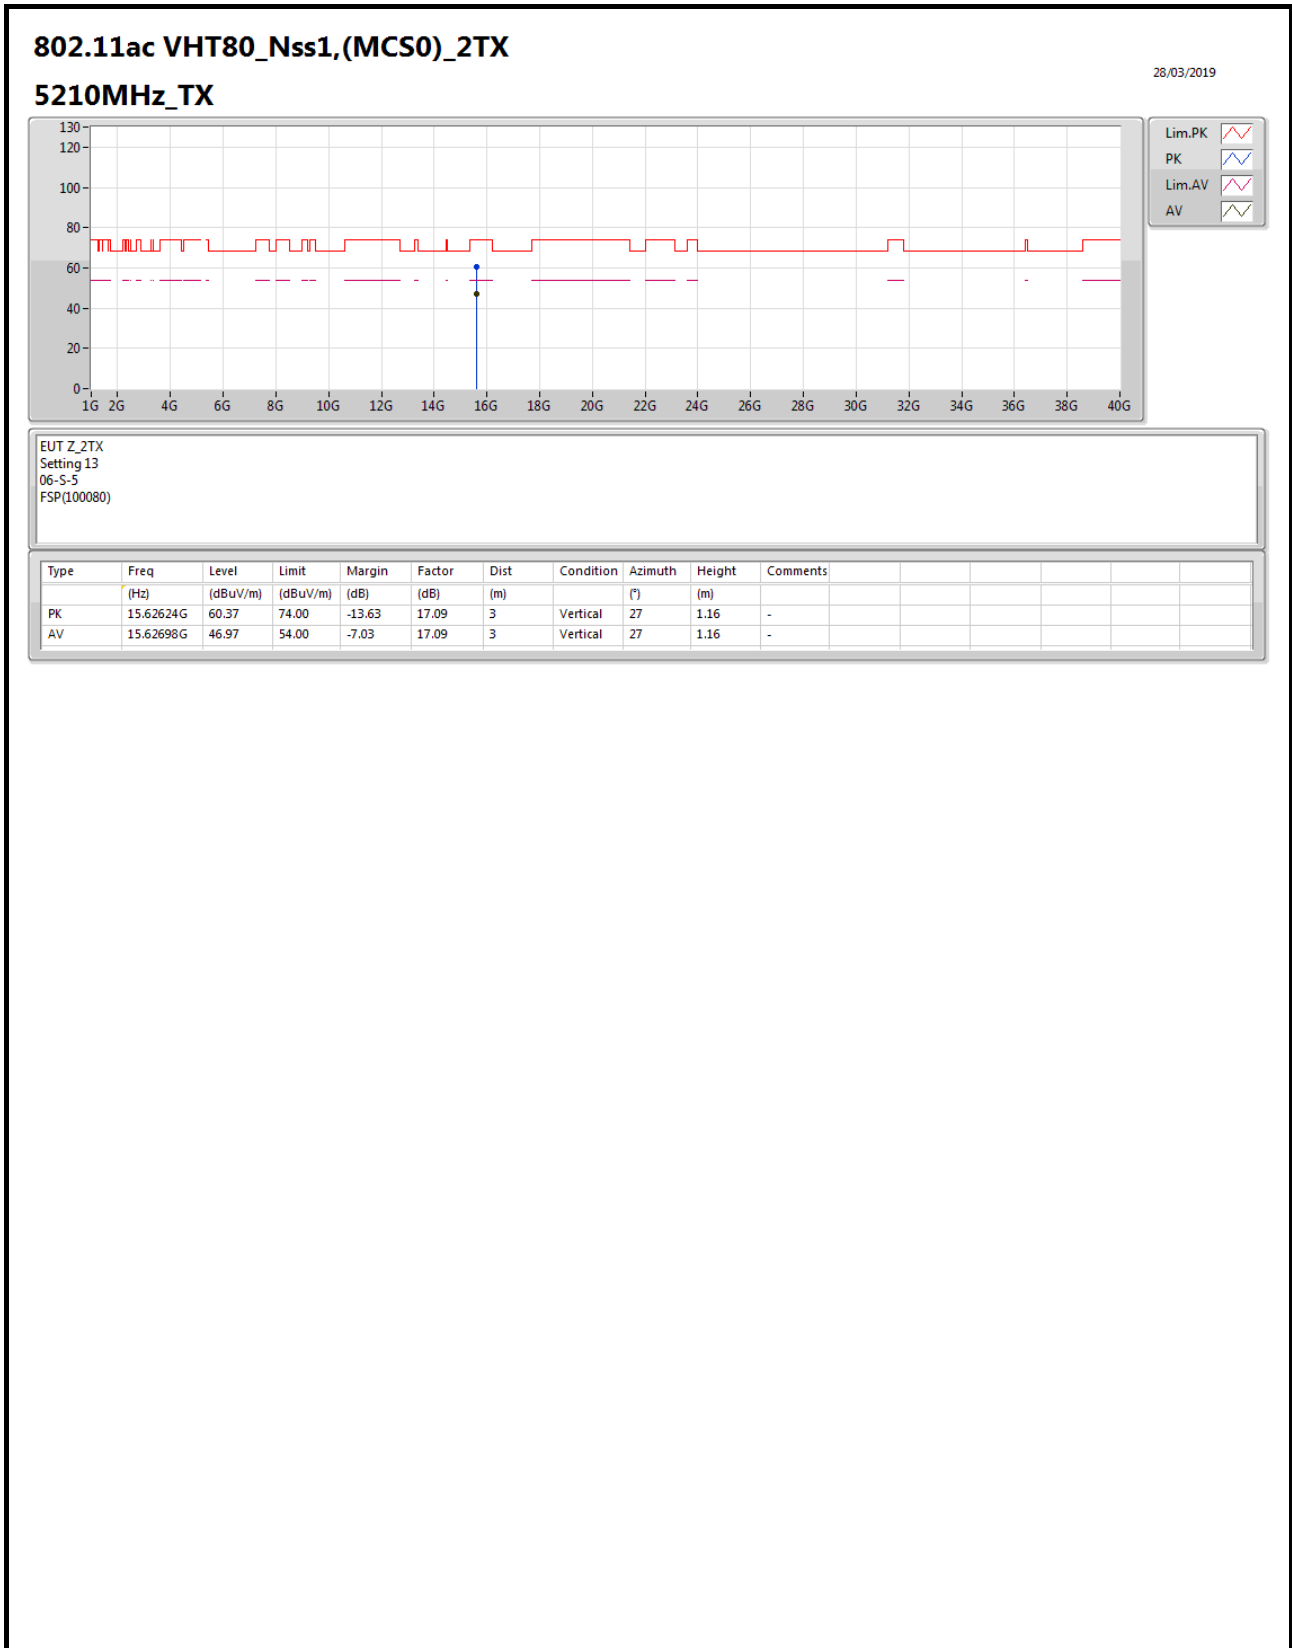 802.11ac VHT80_Nss1,(MCS0)_2TX
28/03/2019
5210MHz_TX
130
120
100
80
60
40
20
0
1G 2G 4G 6G 8G 10G 12G 14G 16G 18G 20G 22G 24G 26G 28G 30G 32G 34G 36G 38G 40G
Lim.PK
PK
Lim.AV
AV
EUT Z_2TX
Setting 13
06-S-5
FSP(100080)
Type Freq Level Limit Margin Factor Dist Condition Azimuth Height Comments
(Hz) (dBuV/m) (dBuV/m) (dB) (dB) (m) (°) (m)
PK 15.62624G 60.37 74.00 -13.63 17.09 3 Vertical 27 1.16 -
AV 15.62698G 46.97 54.00 -7.03 17.09 3 Vertical 27 1.16 -